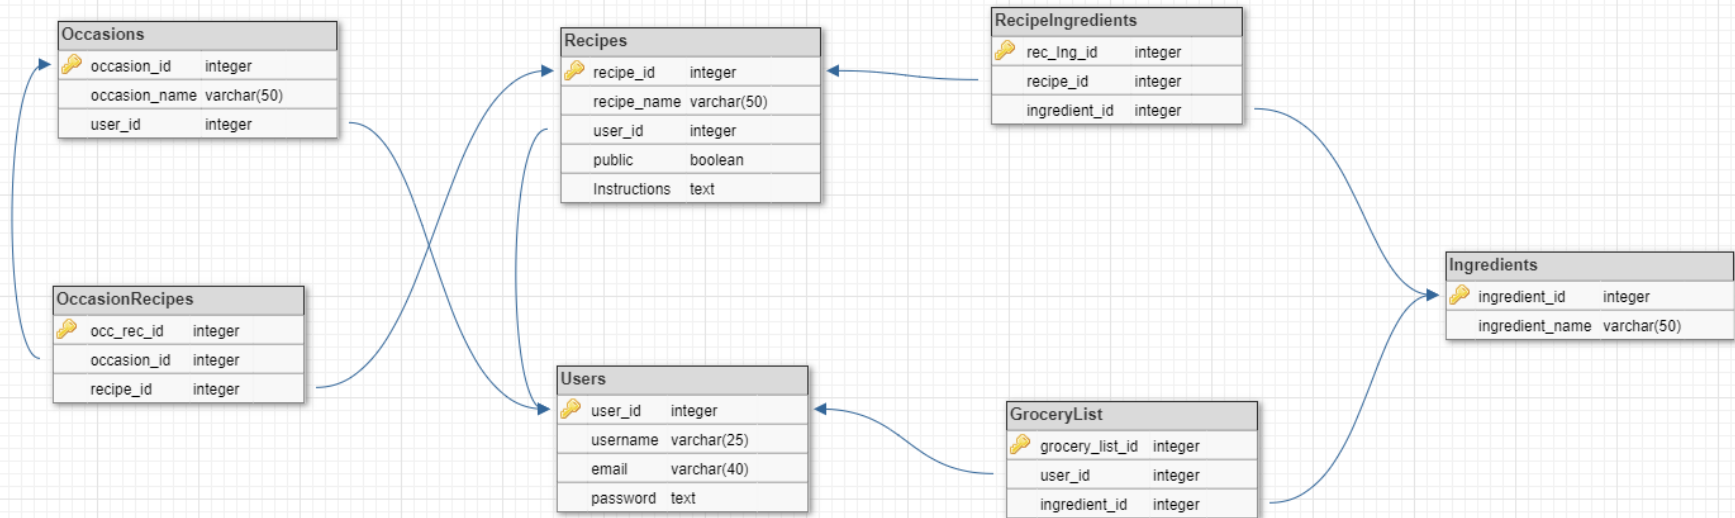 Occasions
occasion_id integer
occasion_name varchar(50)
user_id integer
Recipes
recipe_id integer
recipe_name varchar(50)
user_id integer
public boolean
Instructions text
RecipeIngredients
rec_Ing_id integer
recipe_id integer
ingredient_id integer
OccasionRecipes
occ_rec_id integer
occasion_id integer
recipe_id integer
Users
user_id integer
username varchar(25)
email varchar(40)
password text
GroceryList
grocery_list_id integer
user_id integer
ingredient_id integer
Ingredients
ingredient_id integer
ingredient_name varchar(50)